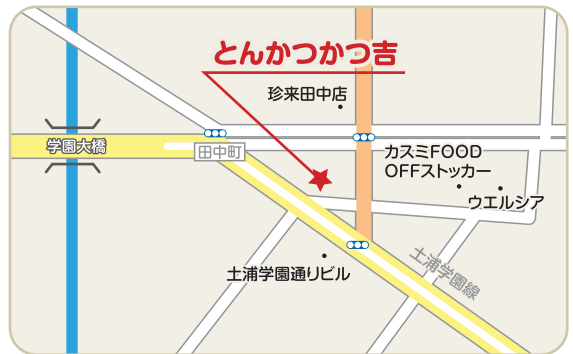 とんかつかつ吉
珍来田中店
学園大橋
田中町
カスミFOOD
OFFストッカー
ウエルシア
土浦学園線
土浦学園通りビル